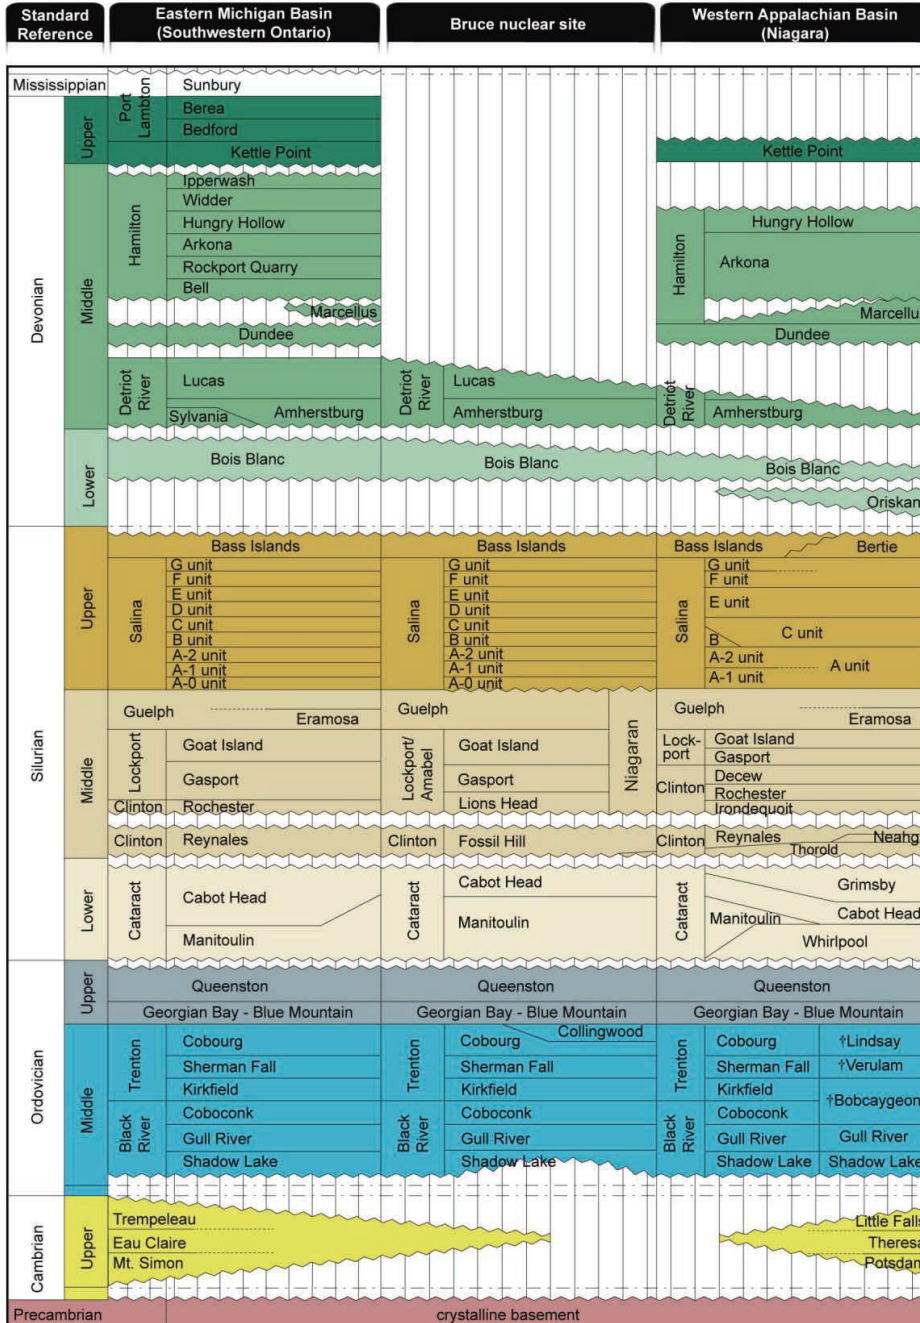 Standard Reference
Eastern Michigan Basin (Southwestern Ontario)
Bruce nuclear site
Western Appalachian Basin (Niagara)
Mississippian
Devonian
Upper
Middle
Lower
Silurian
Upper
Middle
Lower
Ordovician
Upper
Middle
Cambrian
Upper
Precambrian
crystalline basement
Port Lambton
Sunbury
Berea
Bedford
Kettle Point
Hamilton
Ipperwash
Widder
Hungry Hollow
Arkona
Rockport Quarry
Bell
Marcellus
Dundee
Detriot River
Lucas
Sylvania
Amherstburg
Bois Blanc
Bass Islands
Salina
G unit
F unit
E unit
D unit
C unit
B unit
A-2 unit
A-1 unit
A-0 unit
Guelph
Eramosa
Lockport
Goat Island
Gasport
Clinton
Rochester
Clinton
Reynales
Cataract
Cabot Head
Manitoulin
Queenston
Georgian Bay - Blue Mountain
Trenton
Cobourg
Sherman Fall
Kirkfield
Black River
Coboconk
Gull River
Shadow Lake
Trempeleau
Eau Claire
Mt. Simon
Detriot River
Lucas
Amherstburg
Bois Blanc
Bass Islands
Salina
G unit
F unit
E unit
D unit
C unit
B unit
A-2 unit
A-1 unit
A-0 unit
Guelph
Niagaran
Lockport/ Amabel
Goat Island
Gasport
Lions Head
Clinton
Fossil Hill
Cataract
Cabot Head
Manitoulin
Queenston
Georgian Bay - Blue Mountain
Collingwood
Trenton
Cobourg
Sherman Fall
Kirkfield
Black River
Coboconk
Gull River
Shadow Lake
Kettle Point
Hamilton
Hungry Hollow
Arkona
Marcellus
Dundee
Detriot River
Amherstburg
Bois Blanc
Oriskan
Bass Islands
Bertie
Salina
G unit
F unit
E unit
B
C unit
A-2 unit
A-1 unit
A unit
Guelph
Eramosa
Lock-
port
Goat Island
Gasport
Clinton
Decew
Rochester
Irondequoit
Clinton
Reynales
Neahg
Thorold
Cataract
Grimsby
Cabot Head
Manitoulin
Whirlpool
Queenston
Georgian Bay - Blue Mountain
Trenton
Cobourg
†Lindsay
Sherman Fall
†Verulam
Kirkfield
†Bobcaygeon
Black River
Coboconk
Gull River
Gull River
Shadow Lake
Shadow Lake
Little Falls
Theresa
Potsdam